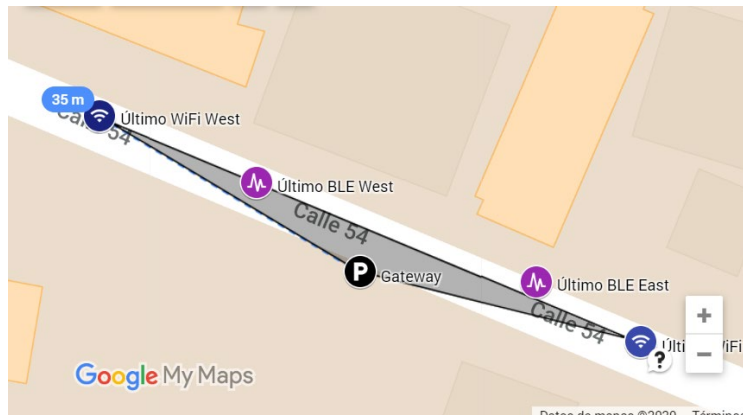 35 m
Último WiFi West
Calle 54
Último BLE West
Calle 54
Gateway
Último BLE East
Calle 54
?
+
−
Google My Maps